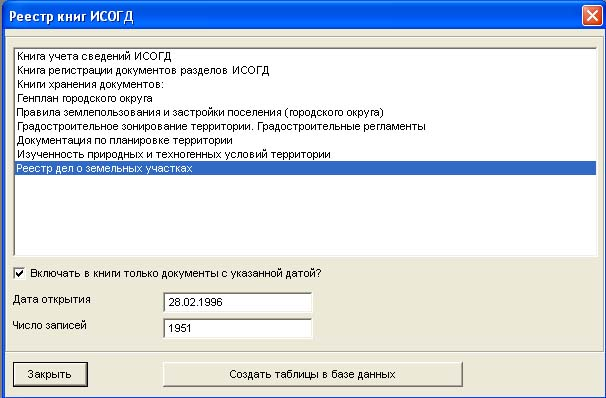 Реестр книг ИСОГД
Книга учета сведений ИСОГД
Книга регистрации документов разделов ИСОГД
Книги хранения документов:
Генплан городского округа
Правила землепользования и застройки поселения (городского округа)
Градостроительное зонирование территории. Градостроительные регламенты
Документация по планировке территории
Изученность природных и техногенных условий территории
Реестр дел о земельных участках
Включать в книги только документы с указанной датой?
Дата открытия 28.02.1996
Число записей 1951
Закрыть Создать таблицы в базе данных